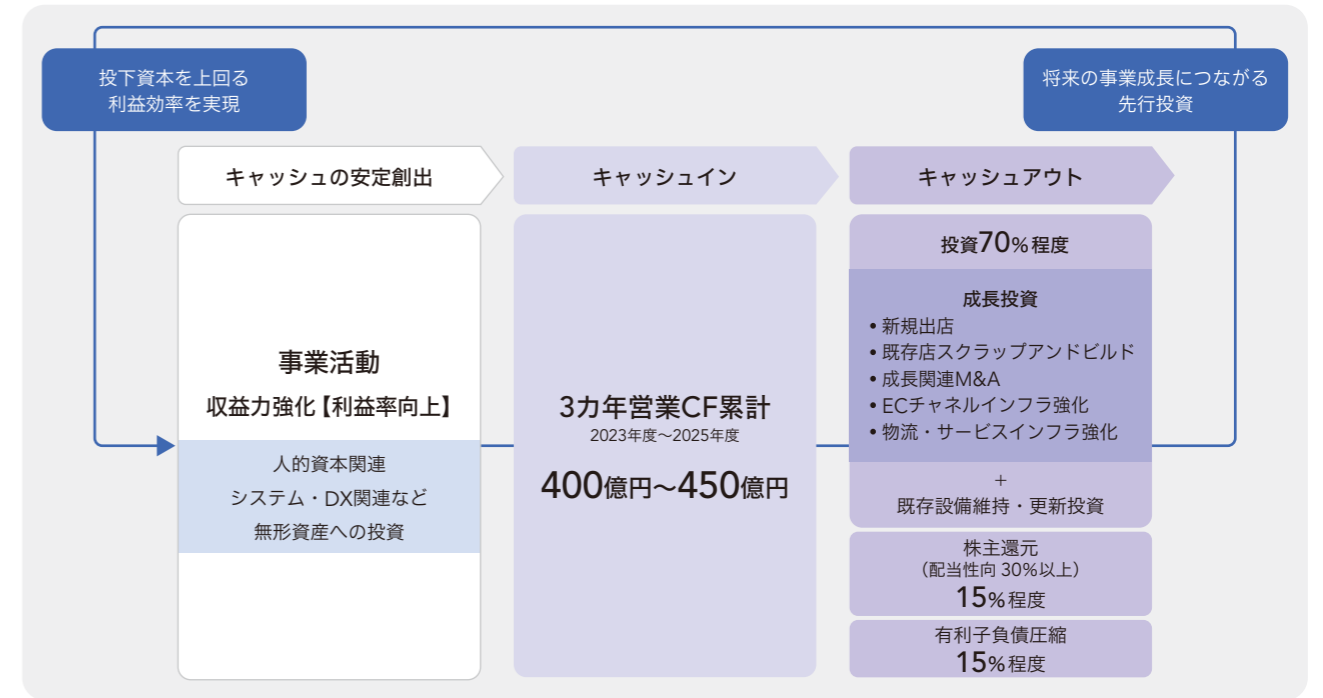 投下資本を上回る
利益効率を実現
将来の事業成長につながる
先行投資
キャッシュの安定創出
キャッシュイン
キャッシュアウト
事業活動
収益力強化【利益率向上】
人的資本関連
システム・DX関連など
無形資産への投資
3カ年営業CF累計
2023年度〜2025年度
400億円〜450億円
投資70%程度
成長投資
• 新規出店
• 既存店スクラップアンドビルド
• 成長関連M&A
• ECチャネルインフラ強化
• 物流・サービスインフラ強化
+
既存設備維持・更新投資
株主還元
（配当性向 30%以上）
15%程度
有利子負債圧縮
15%程度